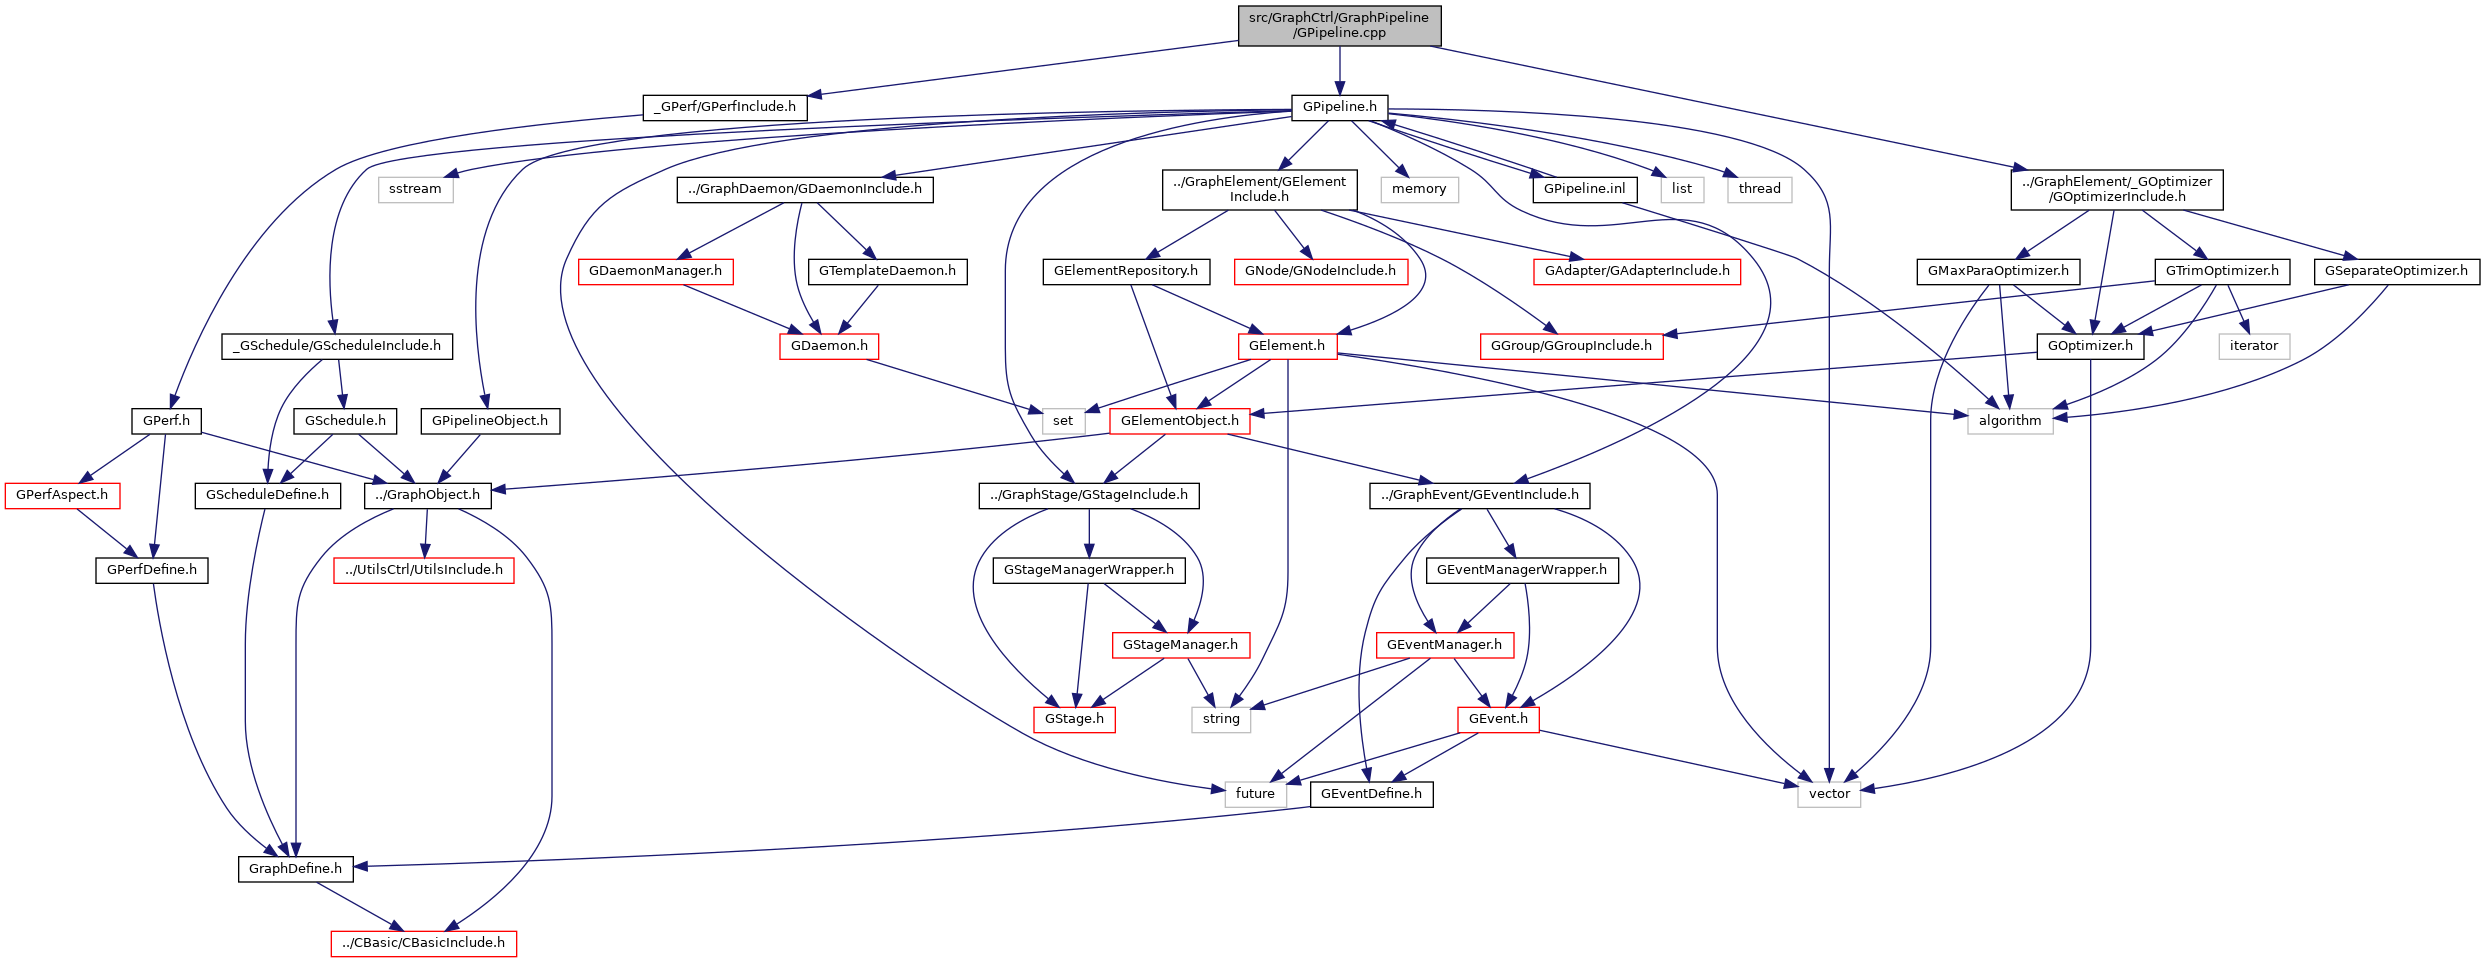 src/GraphCtrl/GraphPipeline
/GPipeline.cpp
_GPerf/GPerfInclude.h
GPipeline.h
sstream
../GraphDaemon/GDaemonInclude.h
../GraphElement/GElement
Include.h
memory
GPipeline.inl
list
thread
../GraphElement/_GOptimizer
/GOptimizerInclude.h
GDaemonManager.h
GTemplateDaemon.h
GElementRepository.h
GNode/GNodeInclude.h
GAdapter/GAdapterInclude.h
GMaxParaOptimizer.h
GTrimOptimizer.h
GSeparateOptimizer.h
_GSchedule/GScheduleInclude.h
GDaemon.h
GElement.h
GGroup/GGroupInclude.h
GOptimizer.h
iterator
GPerf.h
GSchedule.h
GPipelineObject.h
set
GElementObject.h
algorithm
GPerfAspect.h
GScheduleDefine.h
../GraphObject.h
../GraphStage/GStageInclude.h
../GraphEvent/GEventInclude.h
GPerfDefine.h
../UtilsCtrl/UtilsInclude.h
GStageManagerWrapper.h
GEventManagerWrapper.h
GStageManager.h
GEventManager.h
GStage.h
string
GEvent.h
future
GEventDefine.h
vector
GraphDefine.h
../CBasic/CBasicInclude.h